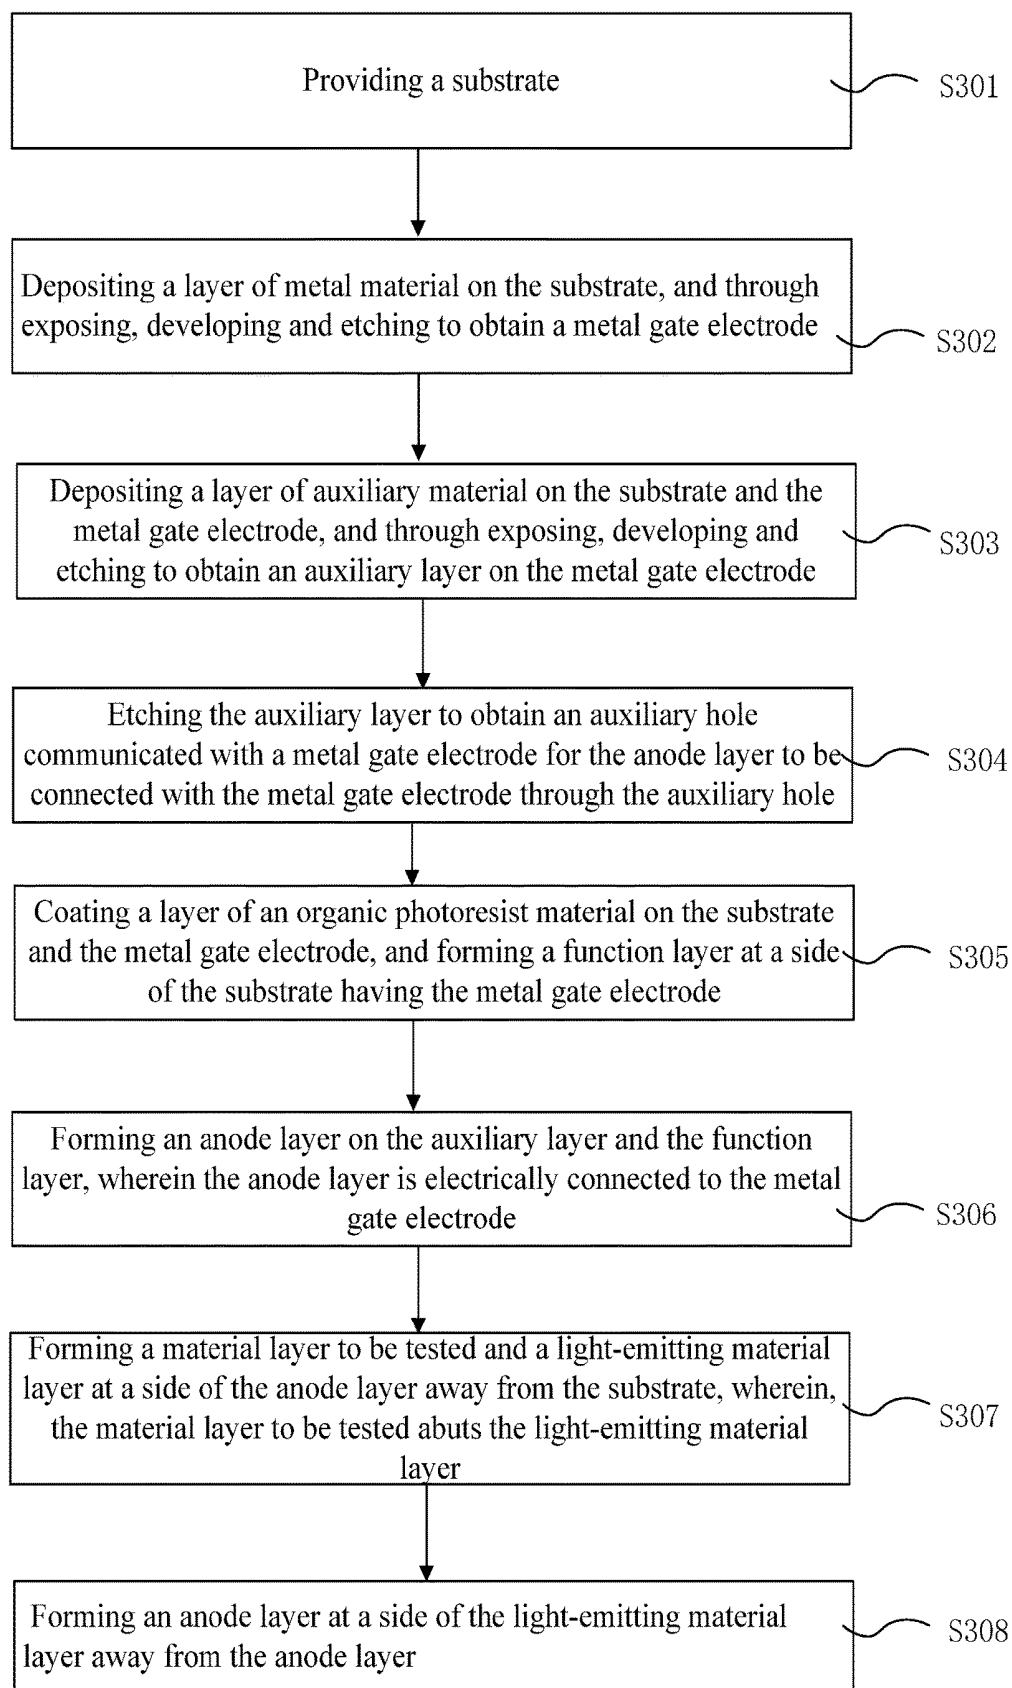 Providing a substrate
S301
Depositing a layer of metal material on the substrate, and through
exposing, developing and etching to obtain a metal gate electrode
S302
Depositing a layer of auxiliary material on the substrate and the
metal gate electrode, and through exposing, developing and
etching to obtain an auxiliary layer on the metal gate electrode
S303
Etching the auxiliary layer to obtain an auxiliary hole
communicated with a metal gate electrode for the anode layer to be
connected with the metal gate electrode through the auxiliary hole
S304
Coating a layer of an organic photoresist material on the substrate
and the metal gate electrode, and forming a function layer at a side
of the substrate having the metal gate electrode
S305
Forming an anode layer on the auxiliary layer and the function
layer, wherein the anode layer is electrically connected to the metal
gate electrode
S306
Forming a material layer to be tested and a light-emitting material
layer at a side of the anode layer away from the substrate, wherein,
the material layer to be tested abuts the light-emitting material
layer
S307
Forming an anode layer at a side of the light-emitting material
layer away from the anode layer
S308